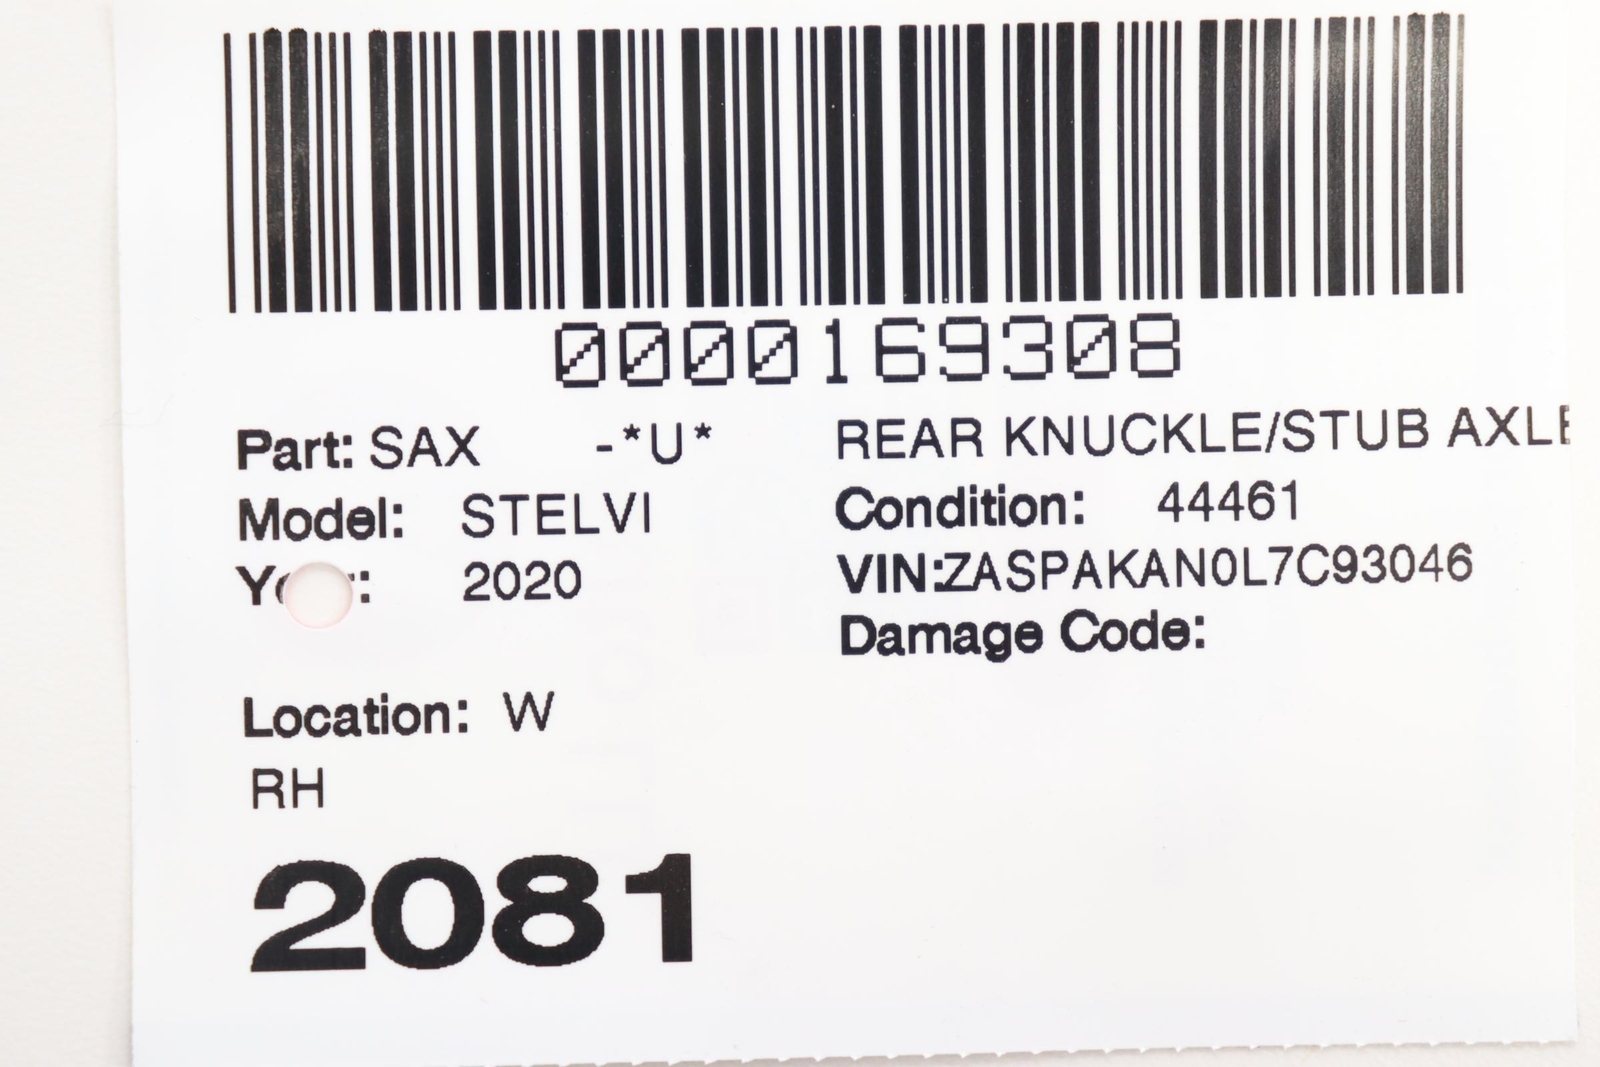 0000169308
Part: SAX -*U* REAR KNUCKLE/STUB AXLE
Model: STELVI Condition: 44461
2020 VIN:ZASPAKAN0L7C93046
Damage Code:
Location: W
RH
2081